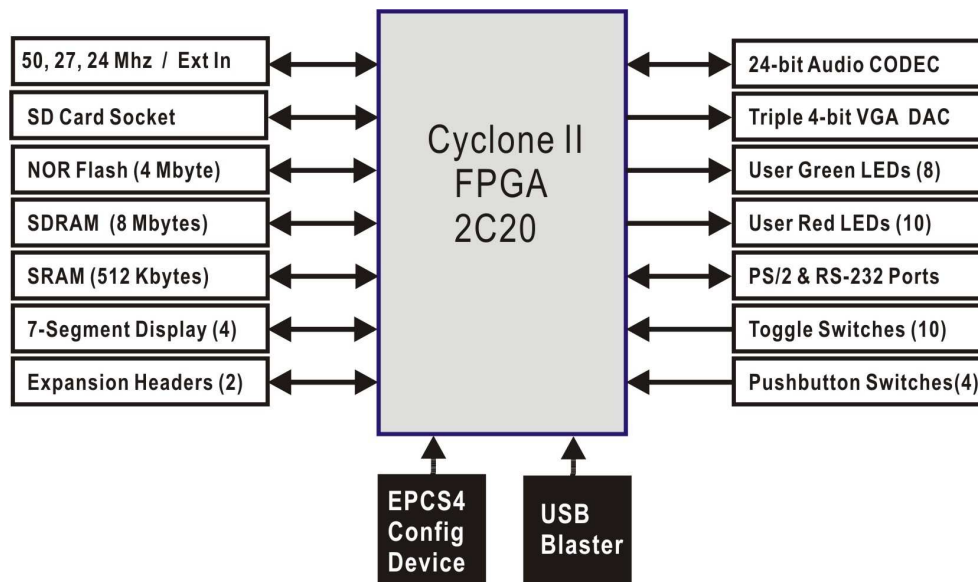 50, 27, 24 Mhz / Ext In
SD Card Socket
NOR Flash (4 Mbyte)
SDRAM (8 Mbytes)
SRAM (512 Kbytes)
7-Segment Display (4)
Expansion Headers (2)
Cyclone II
FPGA
2C20
24-bit Audio CODEC
Triple 4-bit VGA DAC
User Green LEDs (8)
User Red LEDs (10)
PS/2 & RS-232 Ports
Toggle Switches (10)
Pushbutton Switches(4)
EPCS4
Config
Device
USB
Blaster